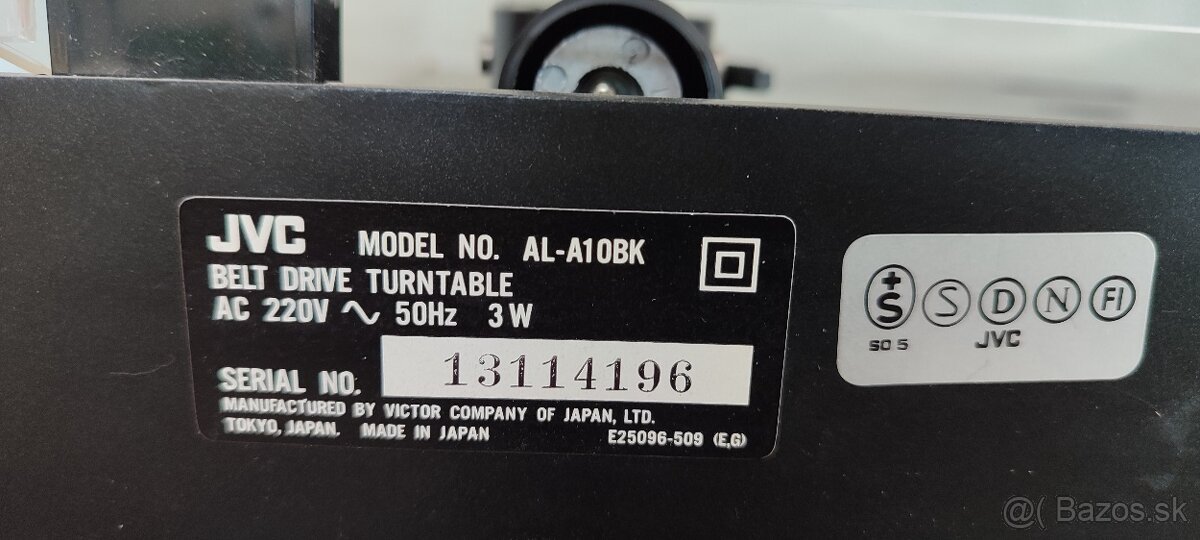 JVC MODEL NO. AL-A10BK
BELT DRIVE TURNTABLE
AC 220V ∿ 50Hz 3W
SERIAL NO. 13114196
MANUFACTURED BY VICTOR COMPANY OF JAPAN, LTD.
TOKYO, JAPAN. MADE IN JAPAN E25096-509 (E,G)
+S S D N FI
SO 5 JVC
@( Bazos.sk